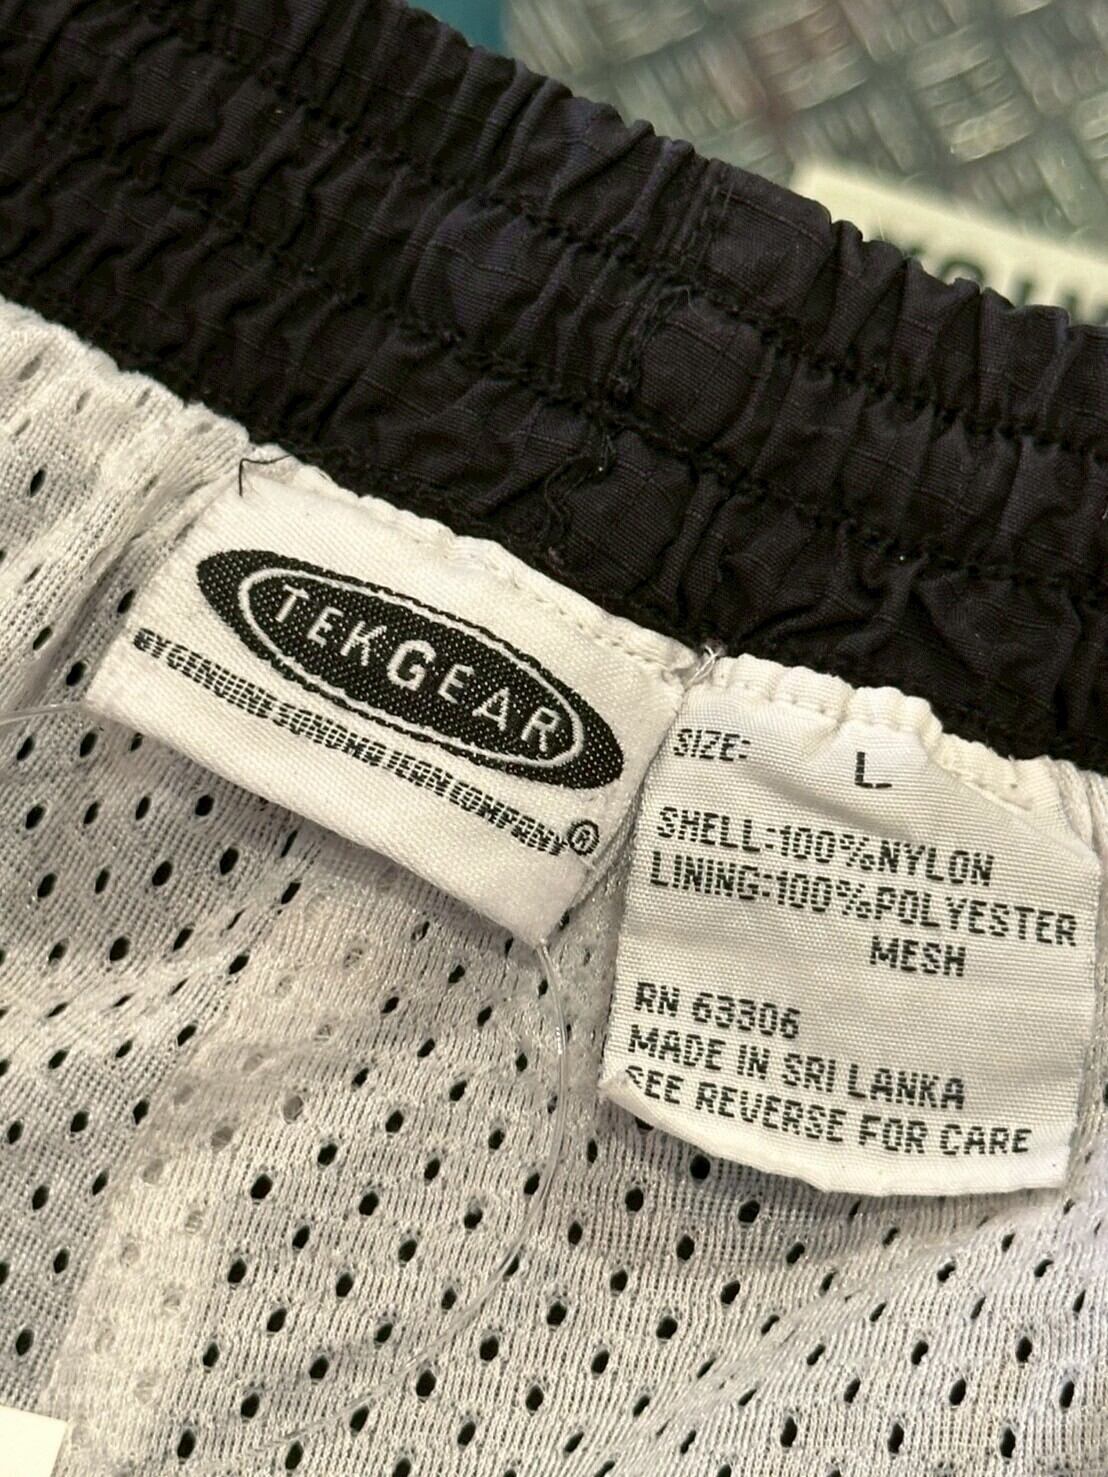 TEKGEAR
BY GENUINE SONOMA JEAN COMPANY®
SIZE: L
SHELL:100%NYLON
LINING:100%POLYESTER
MESH
RN 63306
MADE IN SRI LANKA
SEE REVERSE FOR CARE